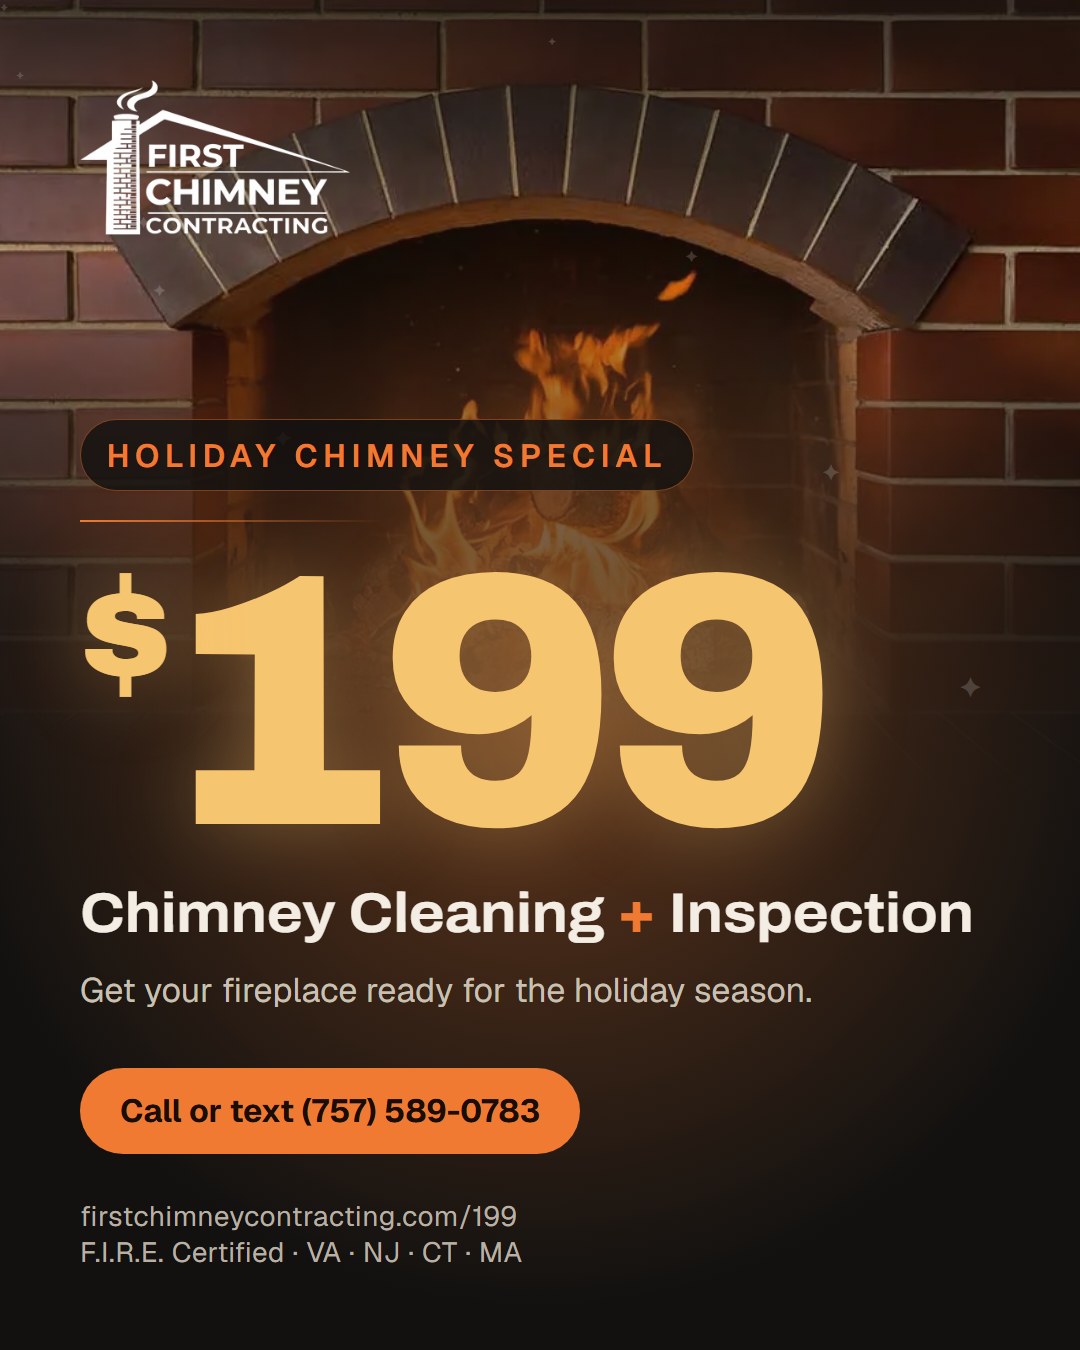 FIRST
CHIMNEY
CONTRACTING
HOLIDAY CHIMNEY SPECIAL
$199
Chimney Cleaning + Inspection
Get your fireplace ready for the holiday season.
Call or text (757) 589-0783
firstchimneycontracting.com/199
F.I.R.E. Certified · VA · NJ · CT · MA